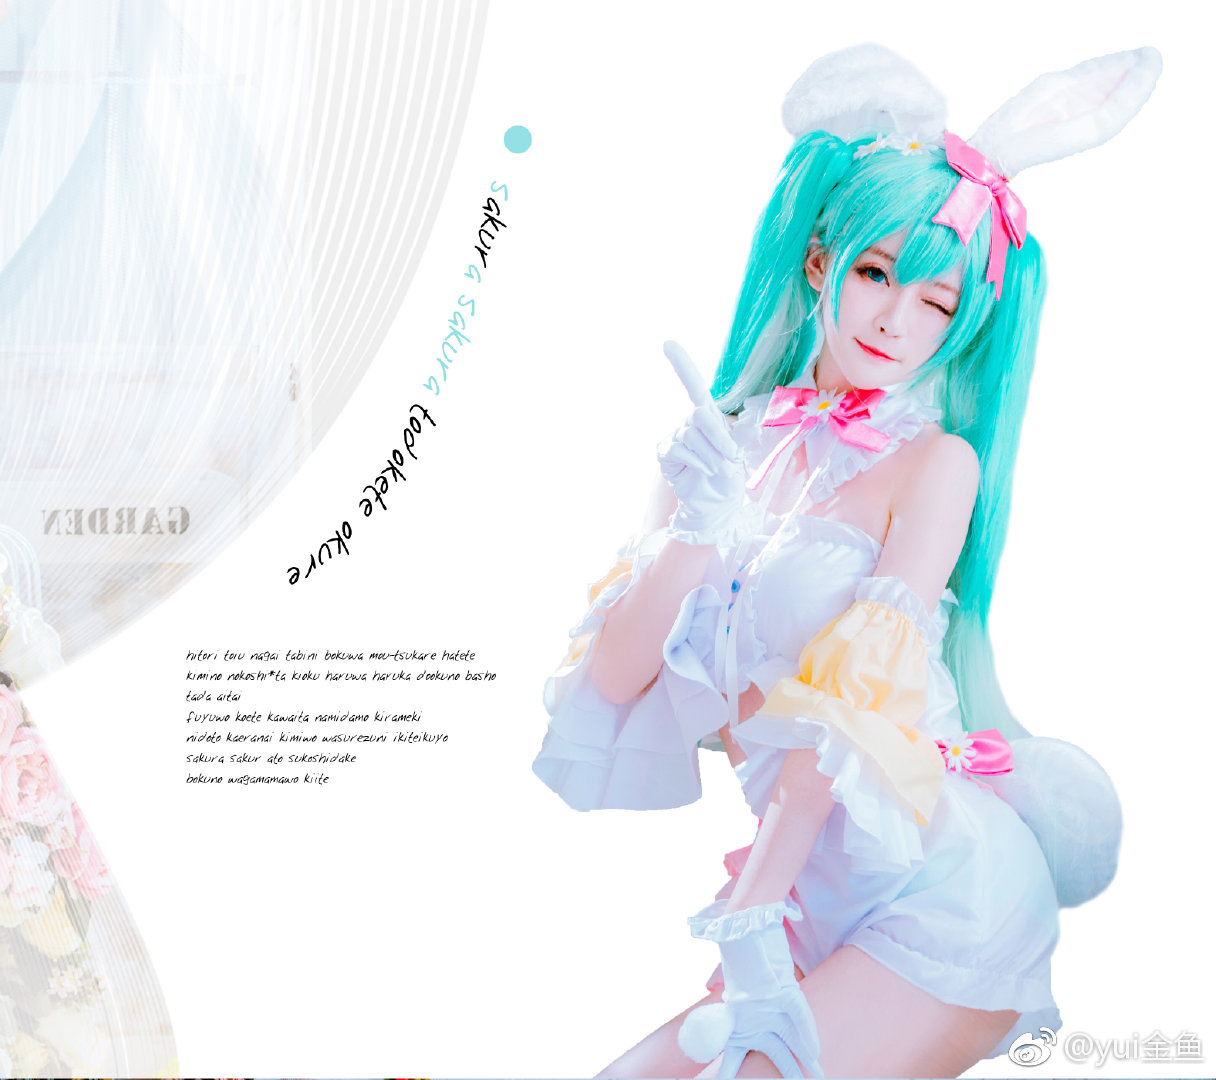 sakura sakura todokete okure
GARDEN
hitori toiu nagai tabini bokuwa mou-tsukare hatete
kimino nokoshi*ta kioku haruwa haruka dookuno basho
tada aitai
fuyuwo koete kawaita namidamo kirameki
nidoto kaeranai kimiwo wasurezuni ikiteikuyo
sakura sakur ato sukoshidake
bokuno wagamamawo kiite
@yui金鱼